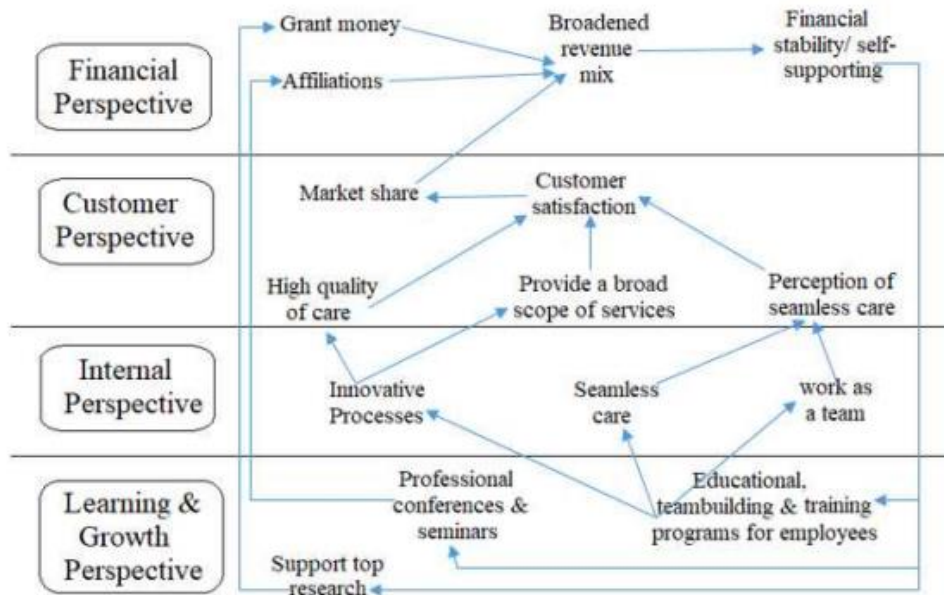 Financial
Perspective
Grant money
Affiliations
Broadened
revenue
mix
Financial
stability/ self-
supporting
Customer
Perspective
Market share
Customer
satisfaction
High quality
of care
Provide a broad
scope of services
Perception of
seamless care
Internal
Perspective
Innovative
Processes
Seamless
care
work as
a team
Learning &
Growth
Perspective
Professional
conferences &
seminars
Educational,
teambuilding & training
programs for employees
Support top
research